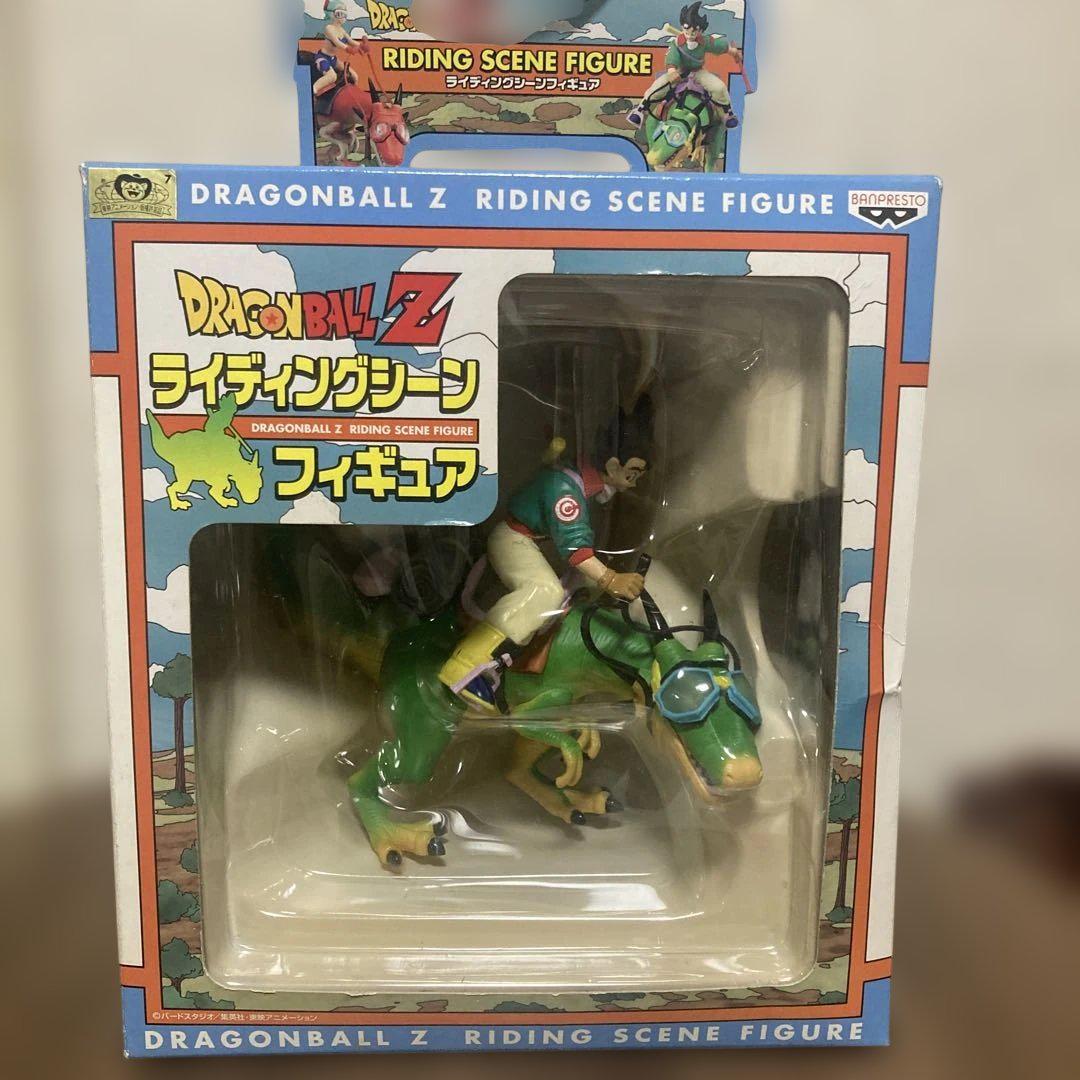 DRAGO
RIDING SCENE FIGURE
ライディングシーンフィギュア
7
DRAGONBALL Z RIDING SCENE FIGURE
BANPRESTO
DRAGONBALL Z
ライディングシーン
DRAGONBALL Z RIDING SCENE FIGURE
フィギュア
©バードスタジオ/集英社・東映アニメーション
DRAGONBALL Z RIDING SCENE FIGURE